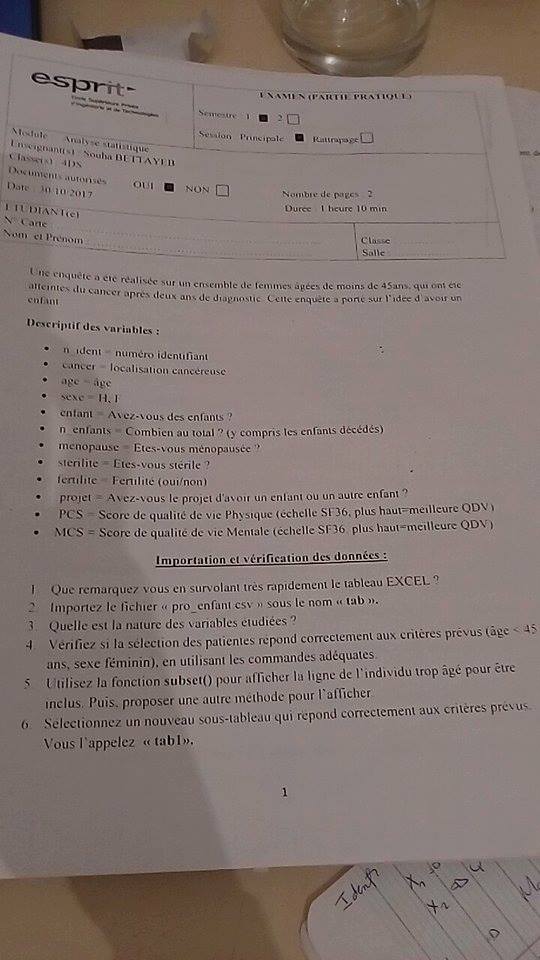 esprit
Ecole Supérieure Privée
d'Ingénierie et de Technologies
EXAMEN (PARTIE PRATIQUE)
Semestre 1 ■ 2 □
Session Principale ■ Rattrapage □
Module Analyse statistique
Enseignant(s) Souha BETTAYEB
Classe(s) 4DS
Documents autorisés OUI ■ NON □
Date 30/10/2017
Nombre de pages 2
Durée 1 heure 10 min
ETUDIANT(e)
N° Carte
Nom et Prénom
Classe
Salle
Une enquête a été réalisée sur un ensemble de femmes âgées de moins de 45ans, qui ont été
atteintes du cancer après deux ans de diagnostic. Cette enquête a porté sur l'idée d'avoir un
enfant
Descriptif des variables :
• n_ident = numéro identifiant
• cancer = localisation cancéreuse
• age = âge
• sexe = H, F
• enfant = Avez-vous des enfants ?
• n_enfants = Combien au total ? (y compris les enfants décédés)
• menopause = Etes-vous ménopausée ?
• sterilite = Etes-vous stérile ?
• fertilite = Fertilité (oui/non)
• projet = Avez-vous le projet d'avoir un enfant ou un autre enfant ?
• PCS = Score de qualité de vie Physique (échelle SF36, plus haut=meilleure QDV)
• MCS = Score de qualité de vie Mentale (échelle SF36, plus haut=meilleure QDV)
Importation et vérification des données :
1. Que remarquez vous en survolant très rapidement le tableau EXCEL ?
2. Importez le fichier « pro_enfant csv » sous le nom « tab ».
3. Quelle est la nature des variables étudiées ?
4. Vérifiez si la sélection des patientes répond correctement aux critères prévus (âge < 45
ans, sexe féminin), en utilisant les commandes adéquates.
5. Utilisez la fonction subset() pour afficher la ligne de l'individu trop âgé pour être
inclus. Puis, proposer une autre méthode pour l'afficher
6. Sélectionnez un nouveau sous-tableau qui répond correctement aux critères prévus.
Vous l'appelez « tab1».
1
Ident
X1
X2